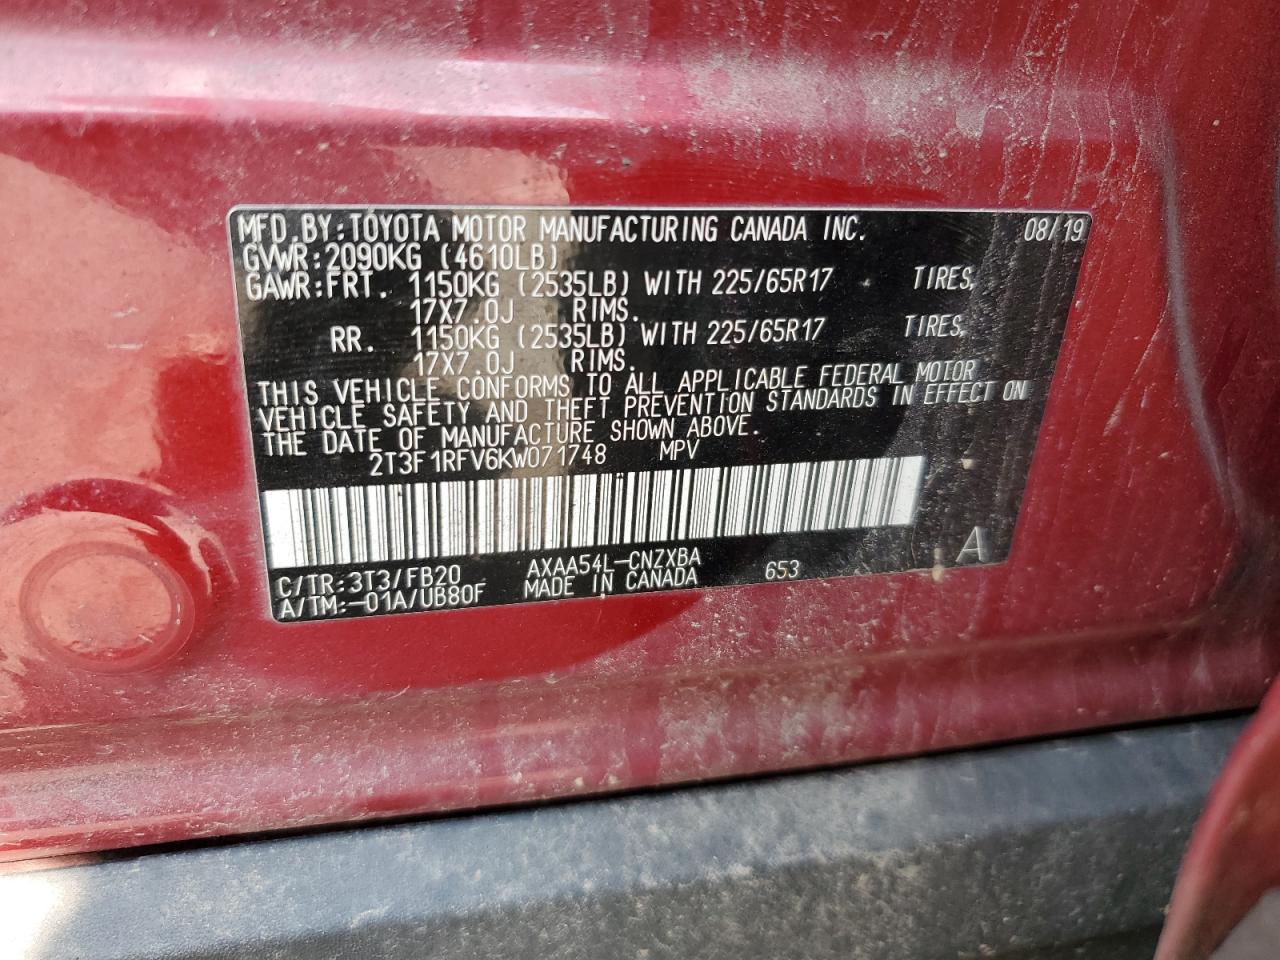 MFD.BY:TOYOTA MOTOR MANUFACTURING CANADA INC. 08/19
GVWR:2090KG (4610LB)
GAWR:FRT. 1150KG (2535LB) WITH 225/65R17 TIRES,
17X7.0J RIMS.
RR. 1150KG (2535LB) WITH 225/65R17 TIRES,
17X7.0J RIMS.
THIS VEHICLE CONFORMS TO ALL APPLICABLE FEDERAL MOTOR
VEHICLE SAFETY AND THEFT PREVENTION STANDARDS IN EFFECT ON
THE DATE OF MANUFACTURE SHOWN ABOVE.
2T3F1RFV6KW071748 MPV
C/TR:3T3/FB20 AXAA54L-CNZXBA 653 A
A/TM:-01A/UB80F MADE IN CANADA